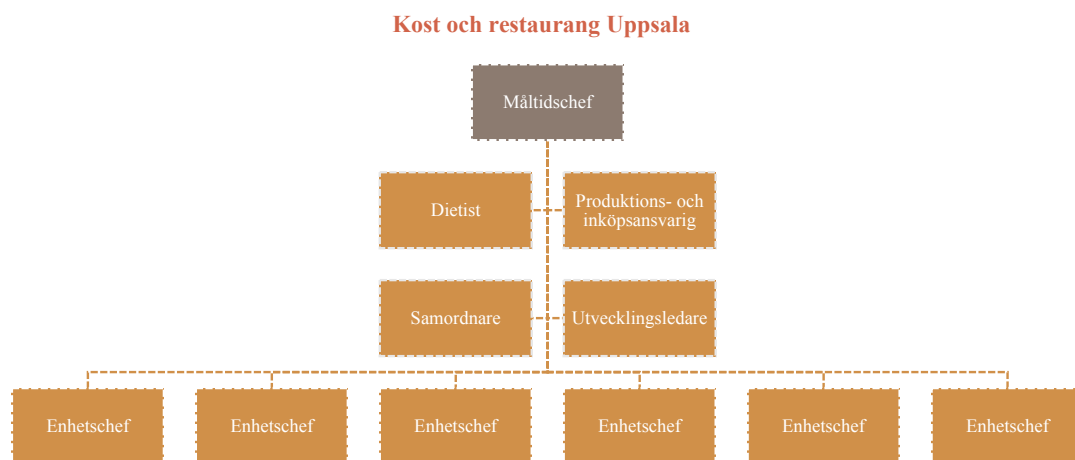 Kost och restaurang Uppsala
Måltidschef
Dietist
Produktions- och
inköpsansvarig
Samordnare
Utvecklingsledare
Enhetschef
Enhetschef
Enhetschef
Enhetschef
Enhetschef
Enhetschef